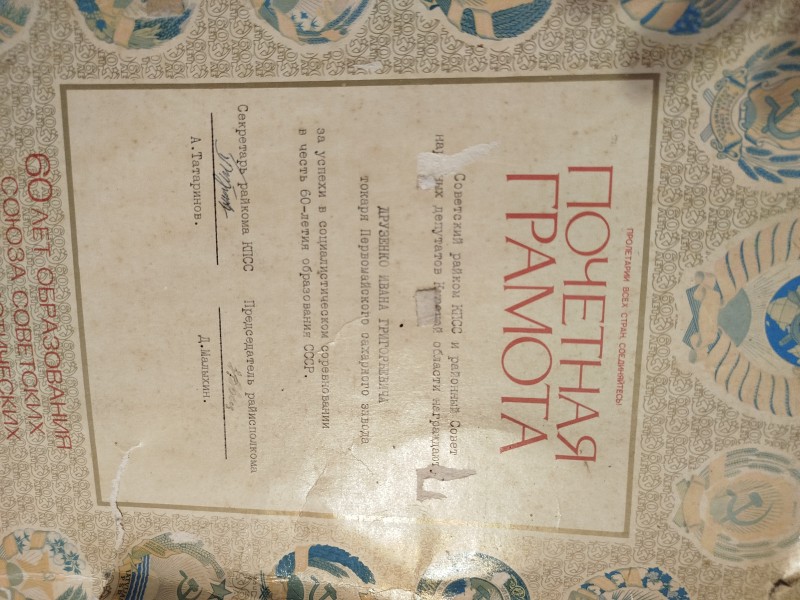 ПРОЛЕТАРИИ ВСЕХ СТРАН, СОЕДИНЯЙТЕСЬ!
ПОЧЕТНАЯ
ГРАМОТА
Советский райком КПСС и районный Совет
депутатов области награждают
ДРУЗЕНКО ИВАНА ГРИГОРЬЕВИЧА
токаря Первомайского сахарного завода
за успехи в социалистическом соревновании
в честь 60-летия образования СССР.
Секретарь райкома КПСС Председатель райисполкома
А.Татаринов. Д.Малыхин.
60 ЛЕТ ОБРАЗОВАНИЯ
СОЮЗА СОВЕТСКИХ